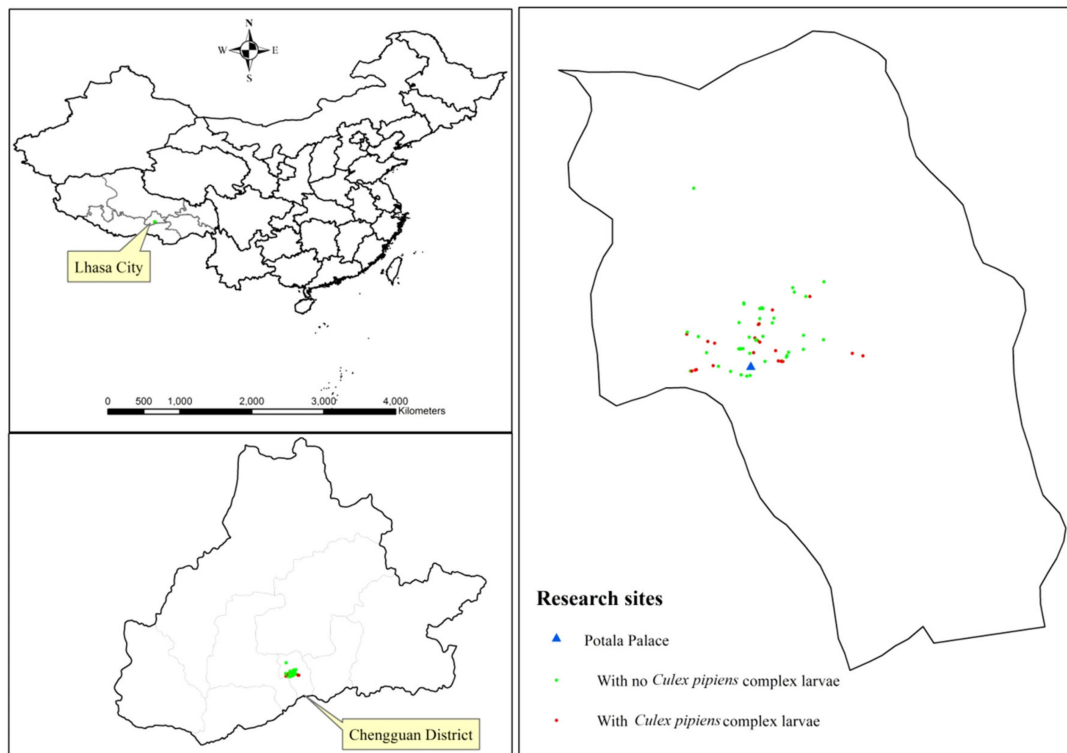 N
W E
S
Lhasa City
0 500 1,000 2,000 3,000 4,000
Kilometers
Chengguan District
Research sites
Potala Palace
With no Culex pipiens complex larvae
With Culex pipiens complex larvae